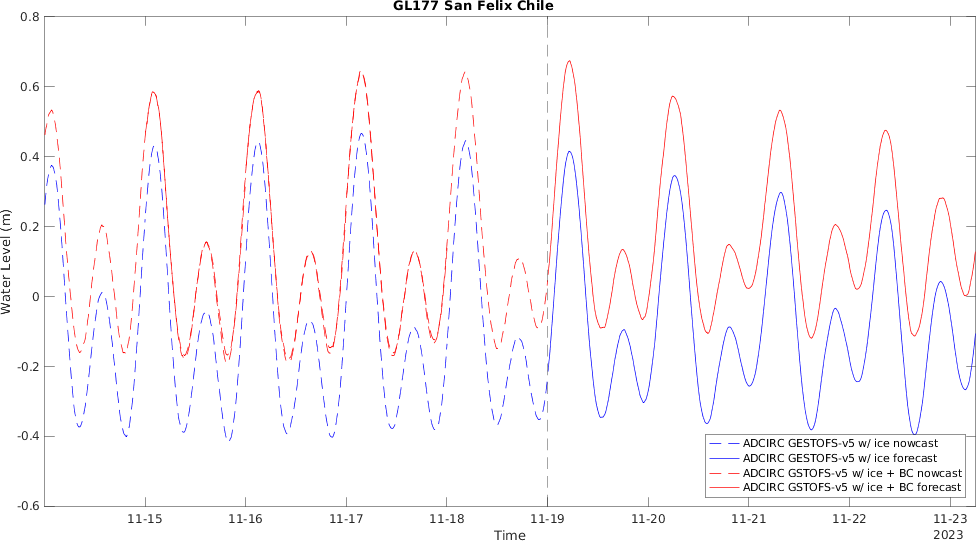 GL177 San Felix Chile
0.8
0.6
0.4
0.2
0
-0.2
-0.4
-0.6
Water Level (m)
ADCIRC GESTOFS-v5 w/ ice nowcast
ADCIRC GESTOFS-v5 w/ ice forecast
ADCIRC GSTOFS-v5 w/ ice + BC nowcast
ADCIRC GSTOFS-v5 w/ ice + BC forecast
11-15 11-16 11-17 11-18 11-19 11-20 11-21 11-22 11-23
Time 2023